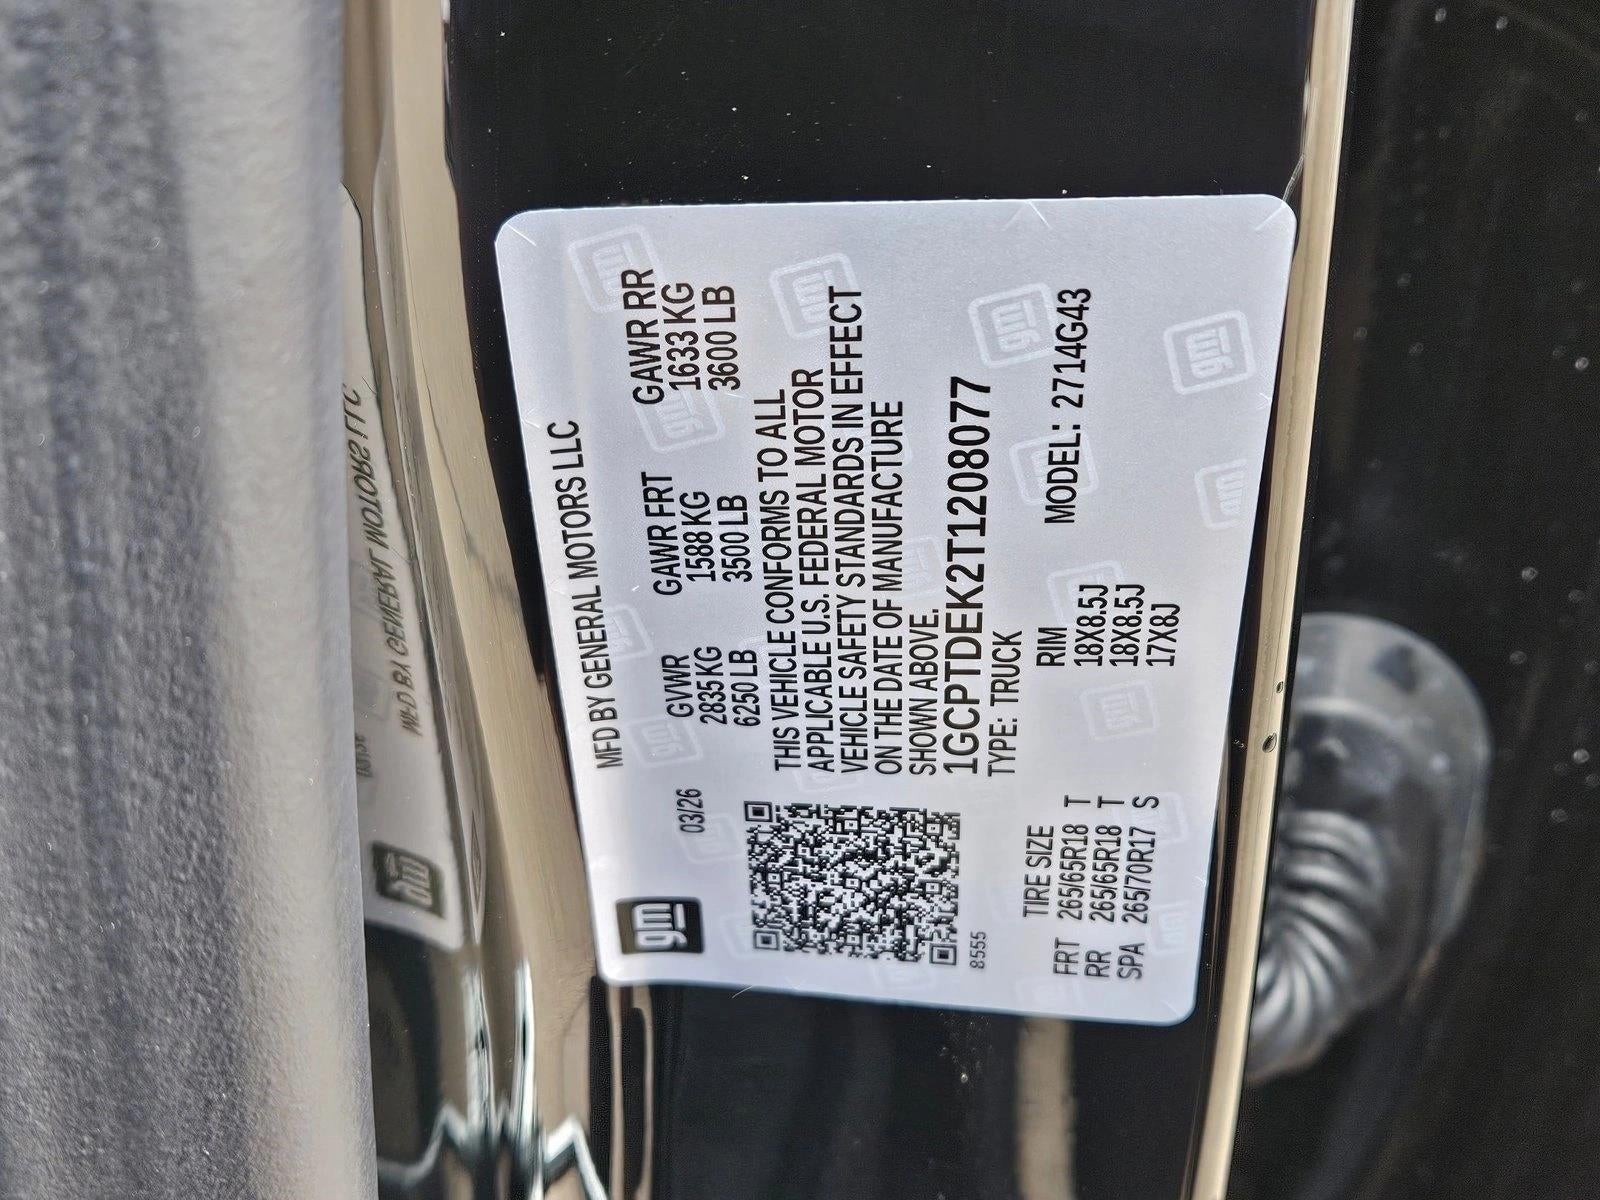 gm
MFD BY GENERAL MOTORS LLC
03/26
GVWR GAWR FRT GAWR RR
2835 KG 1588 KG 1633 KG
6250 LB 3500 LB 3600 LB
THIS VEHICLE CONFORMS TO ALL
APPLICABLE U.S. FEDERAL MOTOR
VEHICLE SAFETY STANDARDS IN EFFECT
ON THE DATE OF MANUFACTURE
SHOWN ABOVE.
1GCPTDEK2T1208077
8555
TYPE: TRUCK
TIRE SIZE RIM MODEL: 2714G43
FRT 265/65R18 T 18X8.5J
RR 265/65R18 T 18X8.5J
SPA 265/70R17 S 17X8J